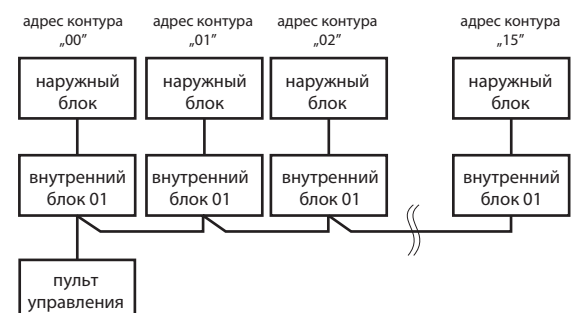 адрес контура адрес контура адрес контура адрес контура
„00” „01” „02” „15”
наружный наружный наружный наружный
блок блок блок блок
внутренний внутренний внутренний внутренний
блок 01 блок 01 блок 01 блок 01
пульт
управления